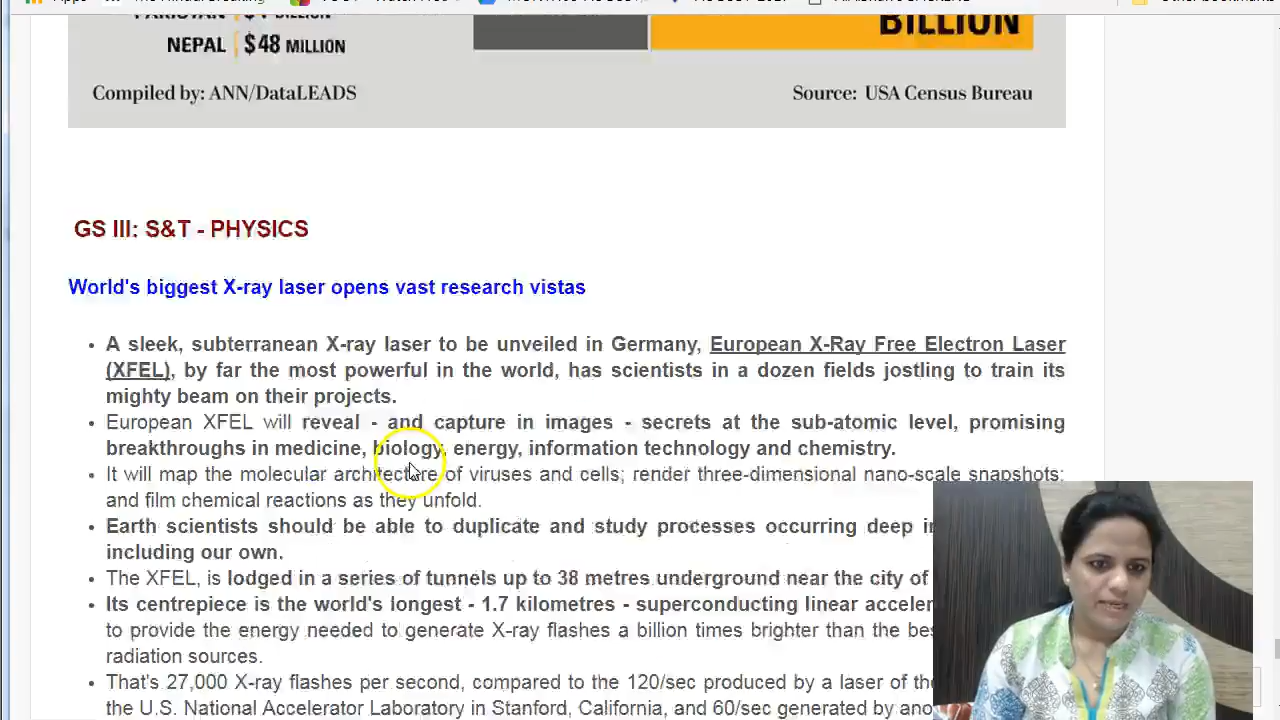 Apps
NEPAL | $48 MILLION
BILLION
Compiled by: ANN/DataLEADS
Source: USA Census Bureau
GS III: S&T - PHYSICS
World's biggest X-ray laser opens vast research vistas
• A sleek, subterranean X-ray laser to be unveiled in Germany, European X-Ray Free Electron Laser
(XFEL), by far the most powerful in the world, has scientists in a dozen fields jostling to train its
mighty beam on their projects.
• European XFEL will reveal - and capture in images - secrets at the sub-atomic level, promising
breakthroughs in medicine, biology, energy, information technology and chemistry.
• It will map the molecular architecture of viruses and cells; render three-dimensional nano-scale snapshots;
and film chemical reactions as they unfold.
• Earth scientists should be able to duplicate and study processes occurring deep
including our own.
• The XFEL, is lodged in a series of tunnels up to 38 metres underground near the city of
• Its centrepiece is the world's longest - 1.7 kilometres - superconducting linear
to provide the energy needed to generate X-ray flashes a billion times brighter than the
radiation sources.
• That's 27,000 X-ray flashes per second, compared to the 120/sec produced by a laser of
the U.S. National Accelerator Laboratory in Stanford, California, and 60/sec generated by